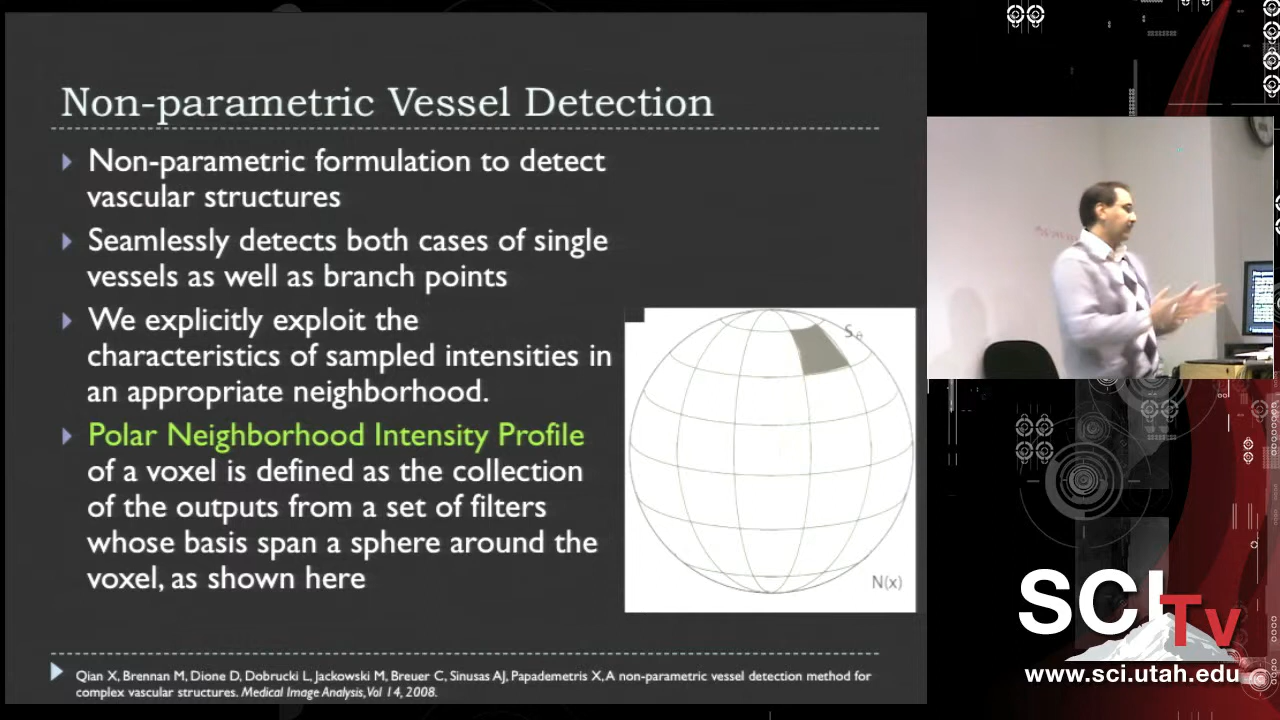 Non-parametric Vessel Detection
Non-parametric formulation to detect
vascular structures
Seamlessly detects both cases of single
vessels as well as branch points
We explicitly exploit the
characteristics of sampled intensities in
an appropriate neighborhood.
Polar Neighborhood Intensity Profile
of a voxel is defined as the collection
of the outputs from a set of filters
whose basis span a sphere around the
voxel, as shown here
N(x)
Qian X, Brennan M, Dione D, Dobrucki L, Jackowski M, Breuer C, Sinusas AJ, Papademetris X, A non-parametric vessel detection method for
complex vascular structures. Medical Image Analysis, Vol 14, 2008.
SCI
Tv
www.sci.utah.edu